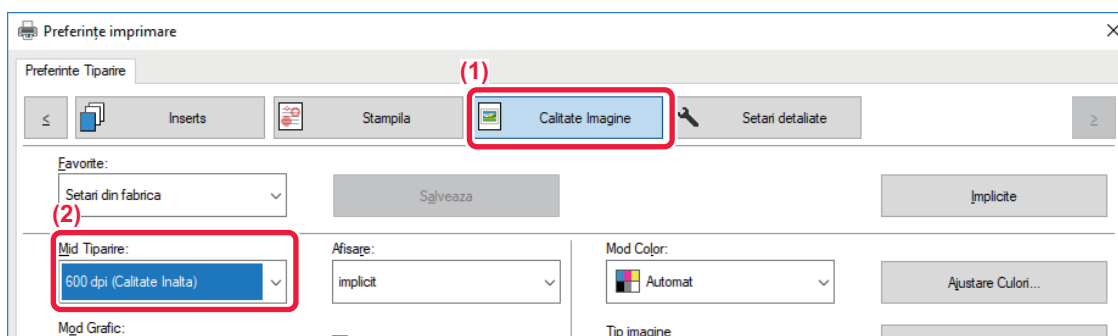 Preferințe imprimare
Preferinte Tiparire
(1)
< Inserts Stampila Calitate Imagine Setari detaliate >
Favorite:
Setari din fabrica Salveaza Implicite
(2)
Mid Tiparire: Afisare: Mod Color:
600 dpi (Calitate Inalta) implicit Automat Ajustare Culori...
Mod Grafic: Tip imagine